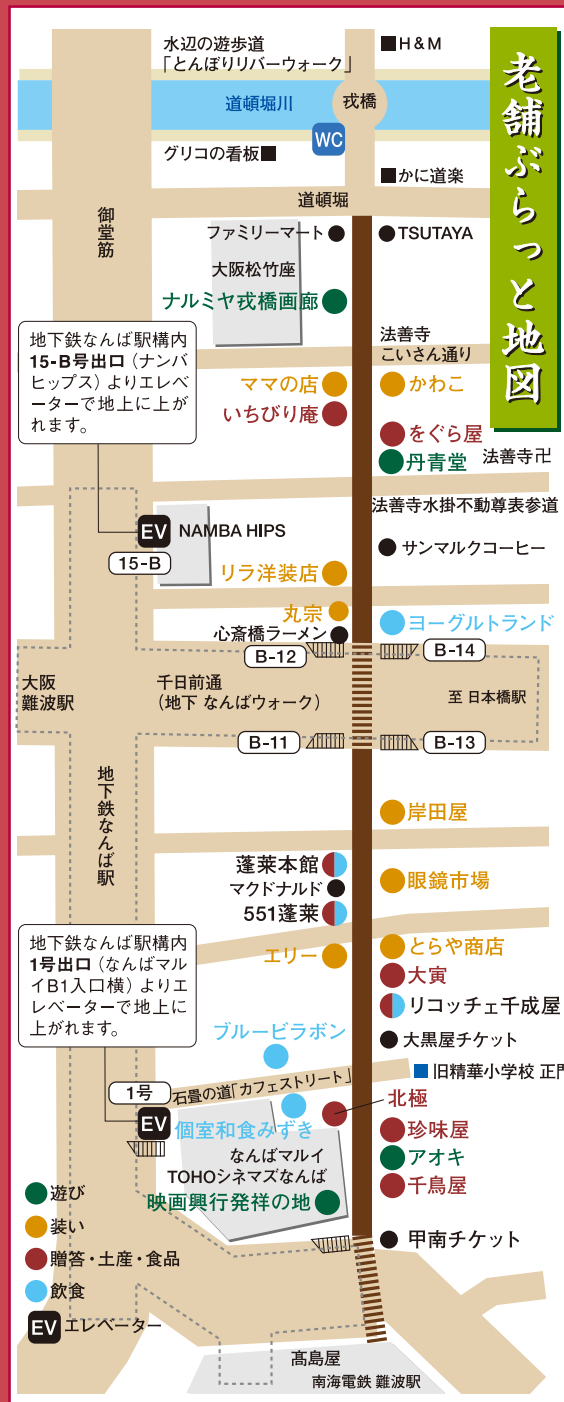 老舗ぶらっと地図
水辺の遊歩道
「とんぼりリバーウォーク」
H&M
道頓堀川
戎橋
WC
グリコの看板
かに道楽
道頓堀
御堂筋
ファミリーマート
TSUTAYA
大阪松竹座
ナルミヤ戎橋画廊
地下鉄なんば駅構内
15-B号出口（ナンバ
ヒップス）よりエレベ
ーターで地上に上が
れます。
法善寺
こいさん通り
ママの店
かわこ
いちびり庵
をぐら屋
丹青堂
法善寺卍
法善寺水掛不動尊表参道
EV
NAMBA HIPS
15-B
サンマルクコーヒー
リラ洋装店
丸宗
ヨーグルトランド
心斎橋ラーメン
B-12
B-14
大阪
難波駅
千日前通
（地下 なんばウォーク）
至 日本橋駅
B-11
B-13
地下鉄なんば駅
岸田屋
蓬莱本館
マクドナルド
眼鏡市場
551蓬莱
地下鉄なんば駅構内
1号出口（なんばマル
イB1入口横）よりエ
レベーターで地上に
上がれます。
エリー
とらや商店
大寅
リコッチェ千成屋
ブルービラボン
大黒屋チケット
旧精華小学校 正門
1号
石畳の道「カフェストリート」
北極
EV
個室和食みずき
珍味屋
なんばマルイ
TOHOシネマズなんば
アオキ
映画興行発祥の地
千鳥屋
甲南チケット
遊び
装い
贈答・土産・食品
飲食
EV エレベーター
髙島屋
南海電鉄 難波駅